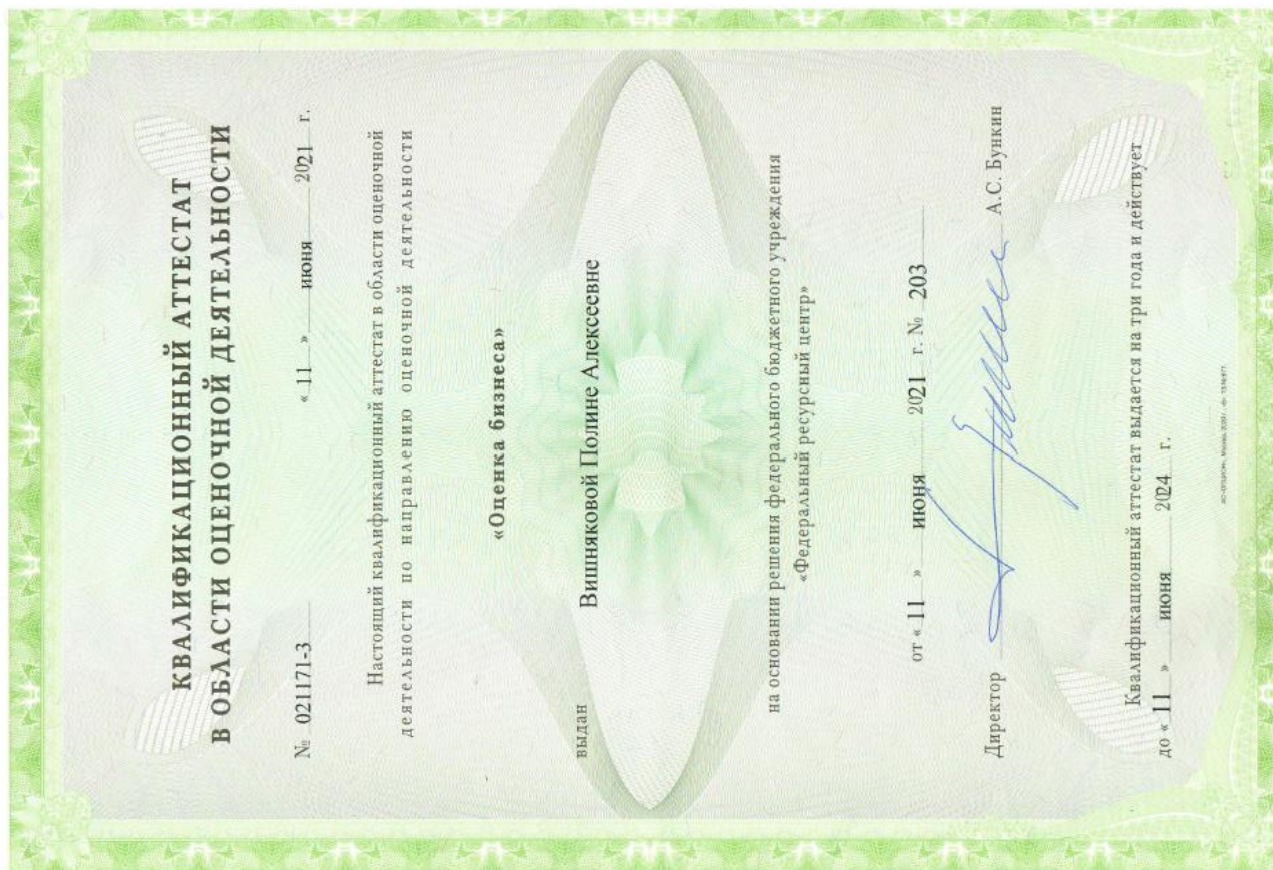 КВАЛИФИКАЦИОННЫЙ АТТЕСТАТ
В ОБЛАСТИ ОЦЕНОЧНОЙ ДЕЯТЕЛЬНОСТИ
№ 021171-3 « 11 » июня 2021 г.
Настоящий квалификационный аттестат в области оценочной
деятельности по направлению оценочной деятельности
«Оценка бизнеса»
выдан Вишняковой Полине Алексеевне
на основании решения федерального бюджетного учреждения
«Федеральный ресурсный центр»
от « 11 » июня 2021 г. № 203
Директор А.С. Бункин
Квалификационный аттестат выдается на три года и действует
до « 11 » июня 2024 г.